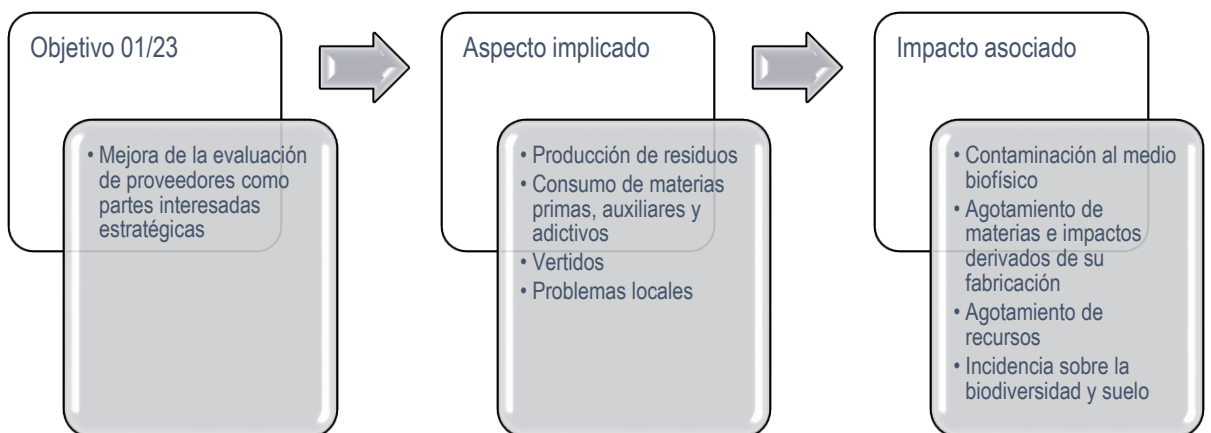 Objetivo 01/23
• Mejora de la evaluación
de proveedores como
partes interesadas
estratégicas
Aspecto implicado
• Producción de residuos
• Consumo de materias
primas, auxiliares y
adictivos
• Vertidos
• Problemas locales
Impacto asociado
• Contaminación al medio
biofísico
• Agotamiento de
materias e impactos
derivados de su
fabricación
• Agotamiento de
recursos
• Incidencia sobre la
biodiversidad y suelo